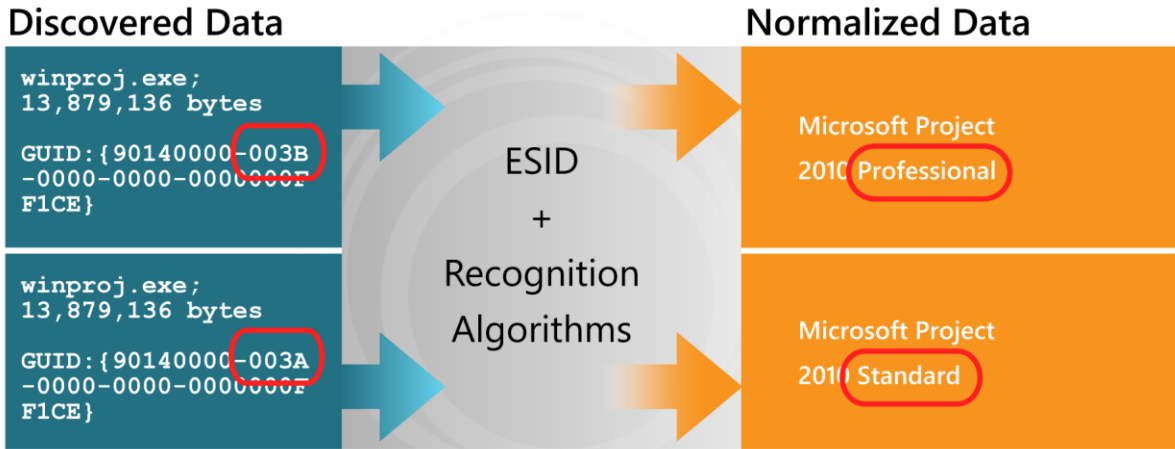 Discovered Data
Normalized Data
winproj.exe;
13,879,136 bytes
GUID:{90140000-003B
-0000-0000-0000000F
F1CE}
ESID
+
Recognition
Algorithms
Microsoft Project
2010 Professional
winproj.exe;
13,879,136 bytes
GUID:{90140000-003A
-0000-0000-0000000F
F1CE}
Microsoft Project
2010 Standard